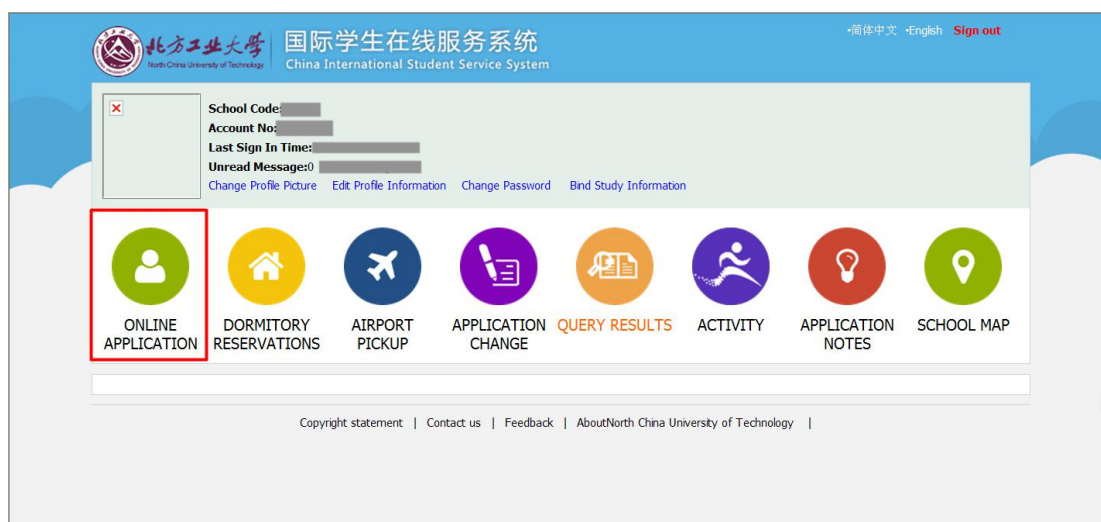 北方工业大学
North China University of Technology
国际学生在线服务系统
China International Student Service System
·简体中文 ·English Sign out
School Code:
Account No:
Last Sign In Time:
Unread Message:0
Change Profile Picture Edit Profile Information Change Password Bind Study Information
ONLINE APPLICATION
DORMITORY RESERVATIONS
AIRPORT PICKUP
APPLICATION CHANGE
QUERY RESULTS
ACTIVITY
APPLICATION NOTES
SCHOOL MAP
Copyright statement | Contact us | Feedback | AboutNorth China University of Technology |